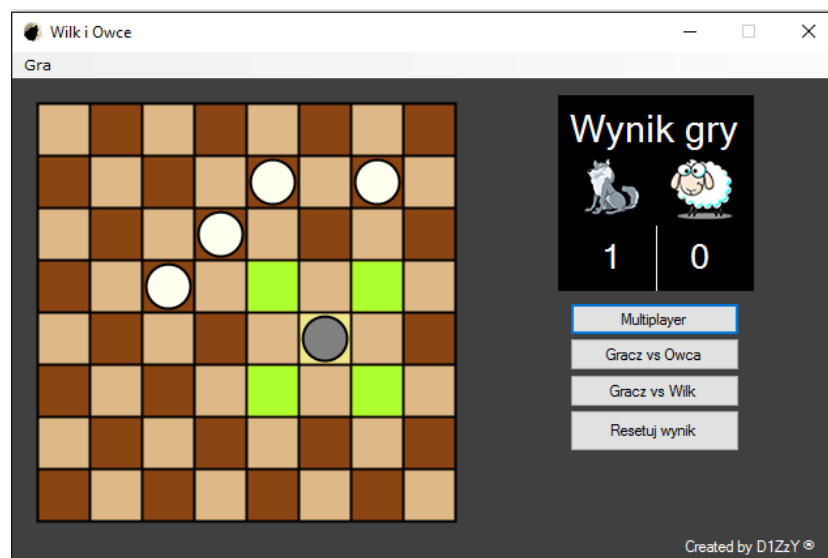 Wilk i Owce
Gra
Wynik gry
1 0
Multiplayer
Gracz vs Owca
Gracz vs Wilk
Resetuj wynik
Created by D1ZzY ®